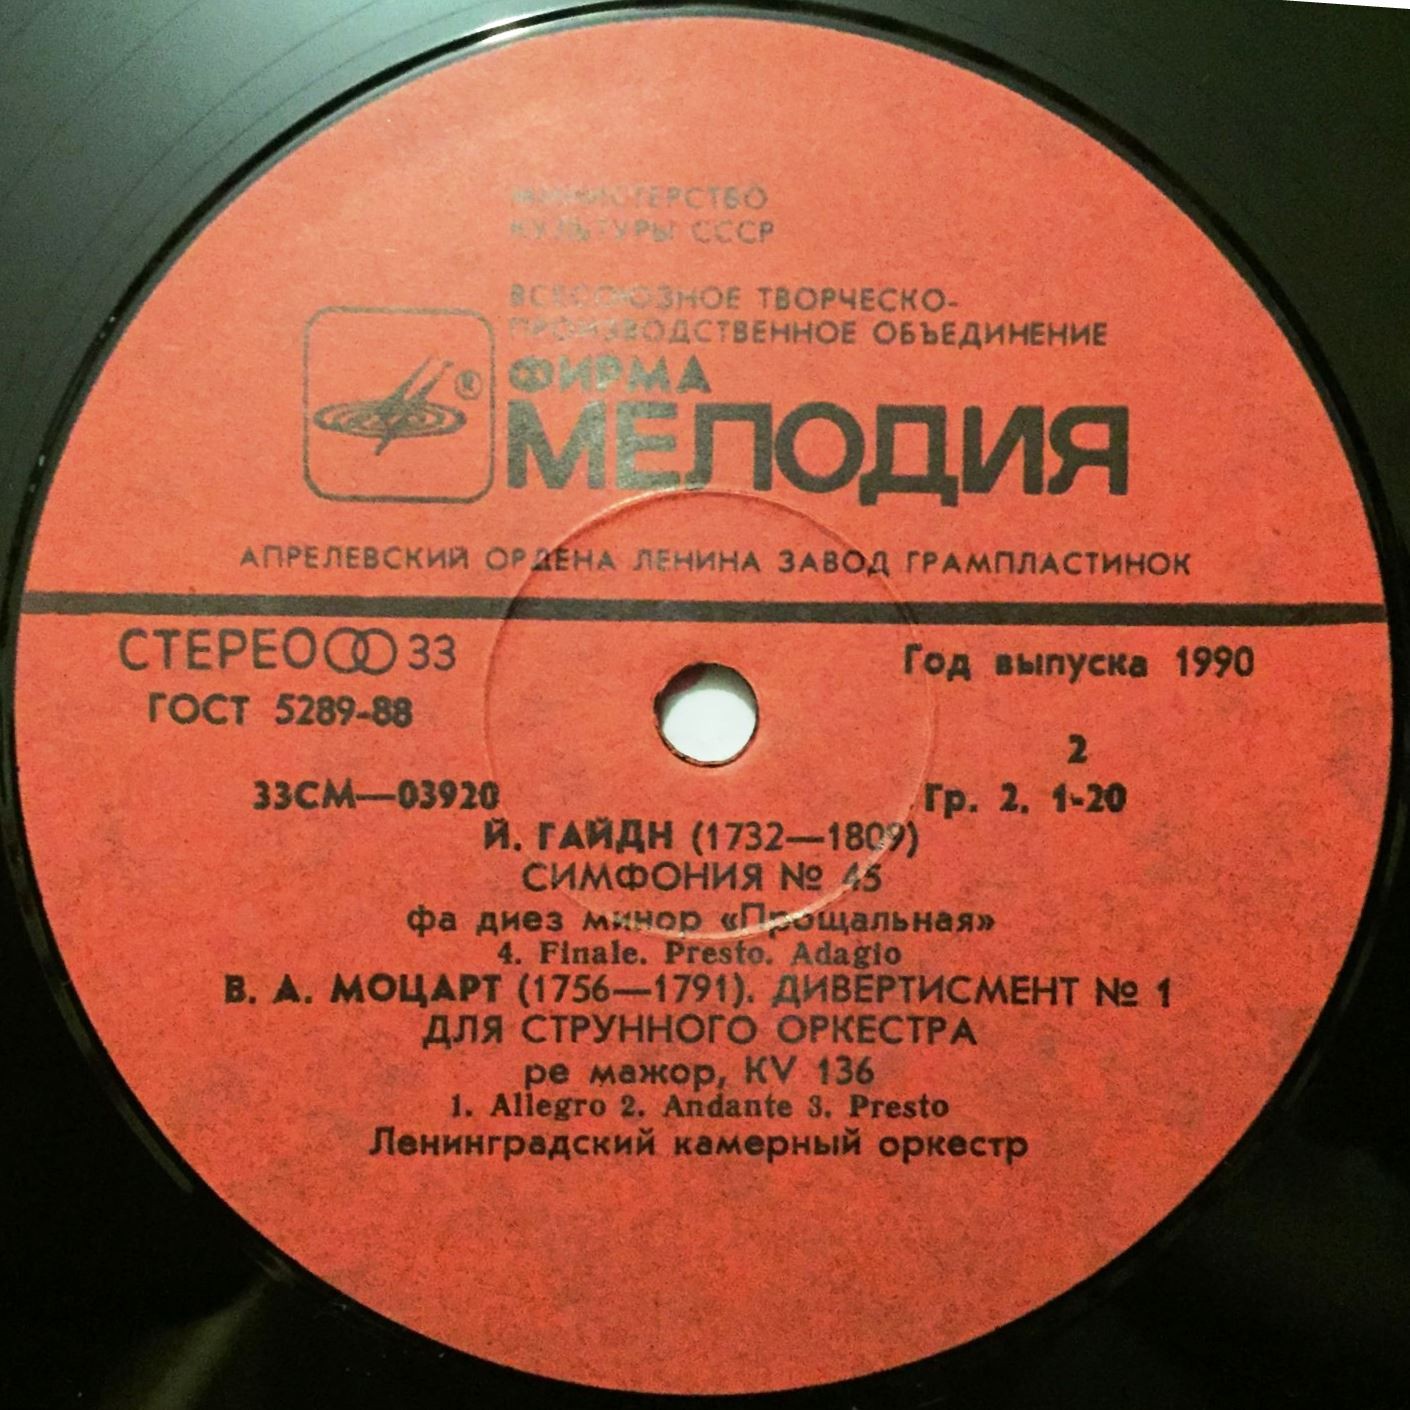 МИНИСТЕРСТВО
КУЛЬТУРЫ СССР
ВСЕСОЮЗНОЕ ТВОРЧЕСКО-
ПРОИЗВОДСТВЕННОЕ ОБЪЕДИНЕНИЕ
®
ФИРМА
МЕЛОДИЯ
АПРЕЛЕВСКИЙ ОРДЕНА ЛЕНИНА ЗАВОД ГРАМПЛАСТИНОК
СТЕРЕО 33
Год выпуска 1990
ГОСТ 5289-88
2
33СМ—03920
Гр. 2. 1-20
Й. ГАЙДН (1732—1809)
СИМФОНИЯ № 45
фа диез минор «Прощальная»
4. Finale. Presto. Adagio
В. А. МОЦАРТ (1756—1791). ДИВЕРТИСМЕНТ № 1
ДЛЯ СТРУННОГО ОРКЕСТРА
ре мажор, KV 136
1. Allegro 2. Andante 3. Presto
Ленинградский камерный оркестр